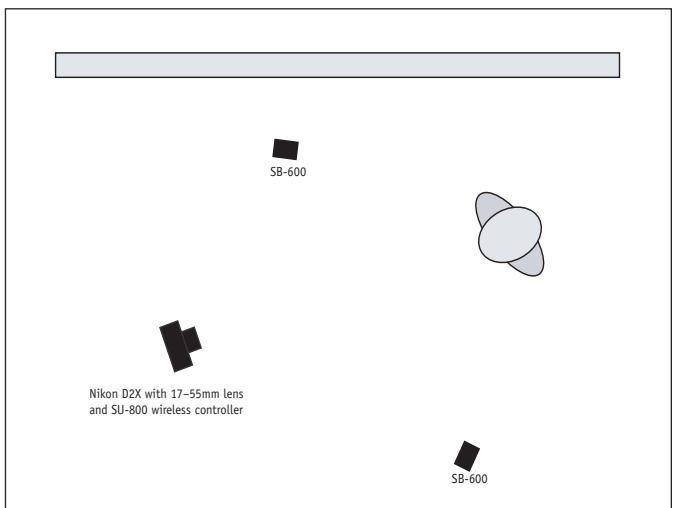 SB-600
Nikon D2X with 17–55mm lens
and SU-800 wireless controller
SB-600